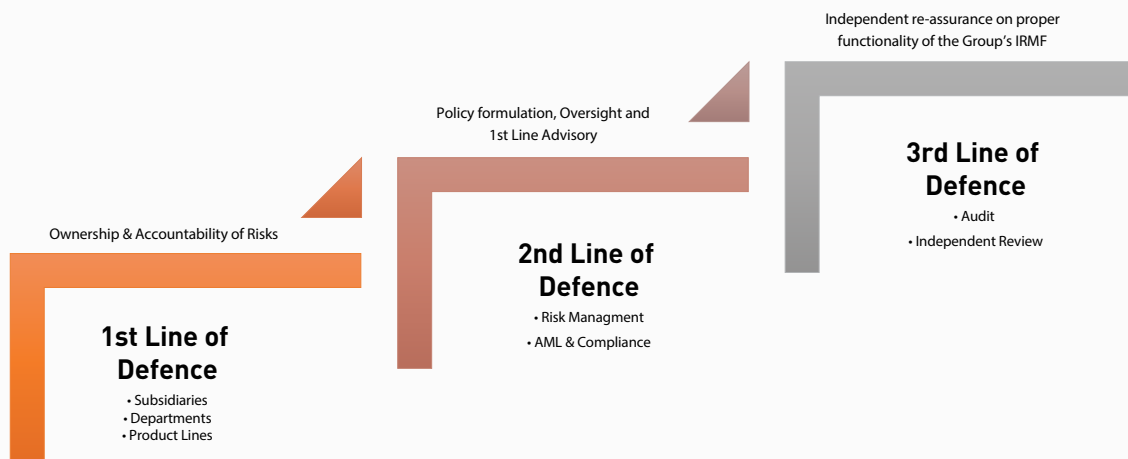 Ownership & Accountability of Risks
1st Line of
Defence
• Subsidiaries
• Departments
• Product Lines
Policy formulation, Oversight and
1st Line Advisory
2nd Line of
Defence
• Risk Managment
• AML & Compliance
Independent re-assurance on proper
functionality of the Group's IRMF
3rd Line of
Defence
• Audit
• Independent Review